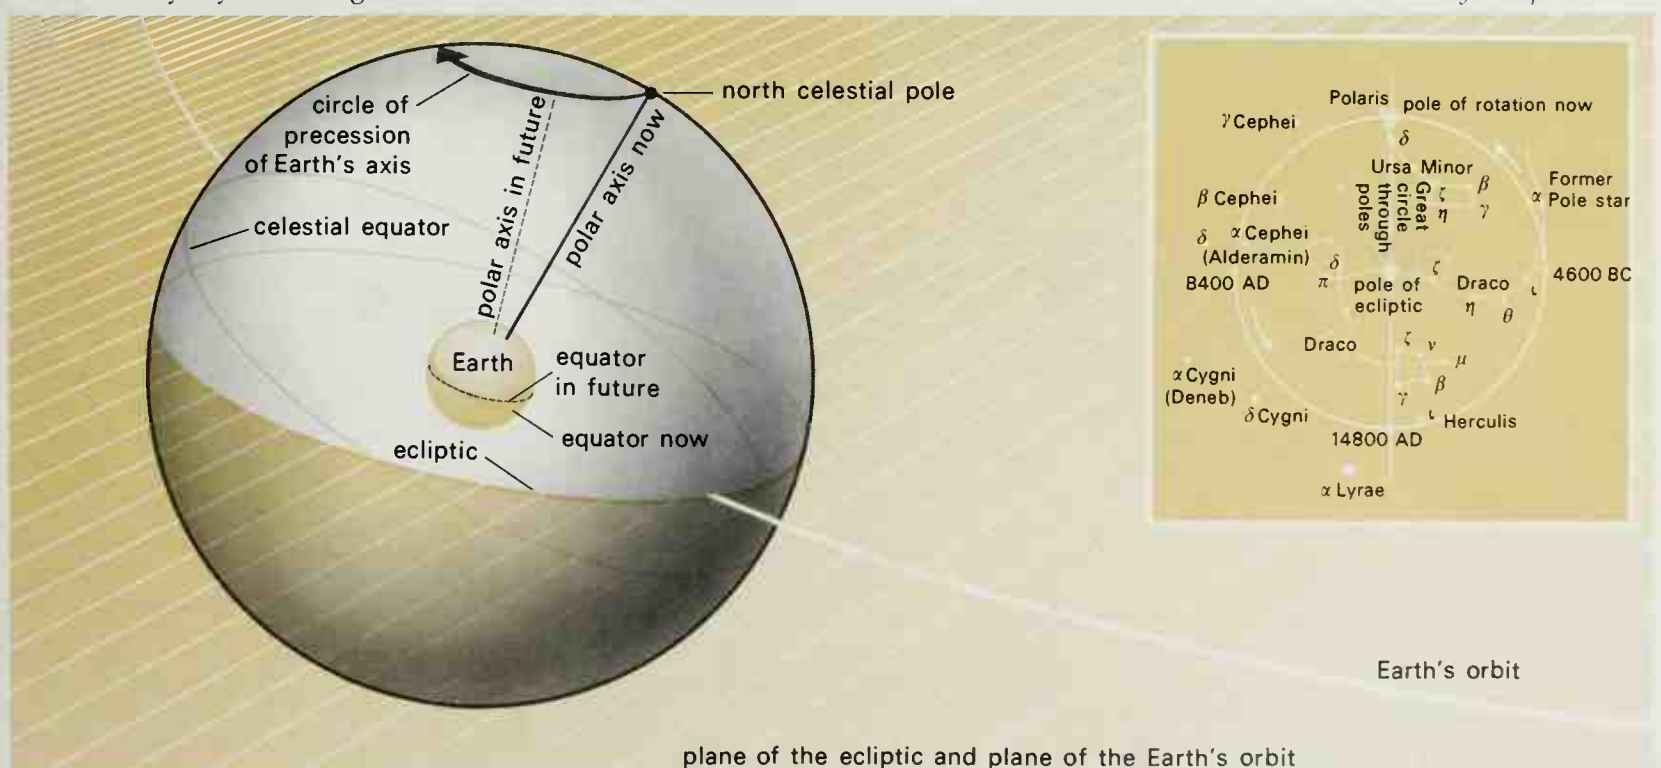 north celestial pole
circle of
precession
of Earth's axis
polar axis in future
polar axis now
celestial equator
Earth
equator
in future
equator now
ecliptic
Polaris
pole of rotation now
γ Cephei
δ
Ursa Minor
Great
circle
through
poles
ζ
β
η
γ
Former
α Pole star
β Cephei
δ
α Cephei
(Alderamin)
8400 AD
δ
π
pole of
ecliptic
ζ
Draco
η
θ
ι
4600 BC
Draco
ζ
ν
μ
β
γ
α Cygni
(Deneb)
δ Cygni
ι Herculis
14800 AD
α Lyrae
Earth's orbit
plane of the ecliptic and plane of the Earth's orbit